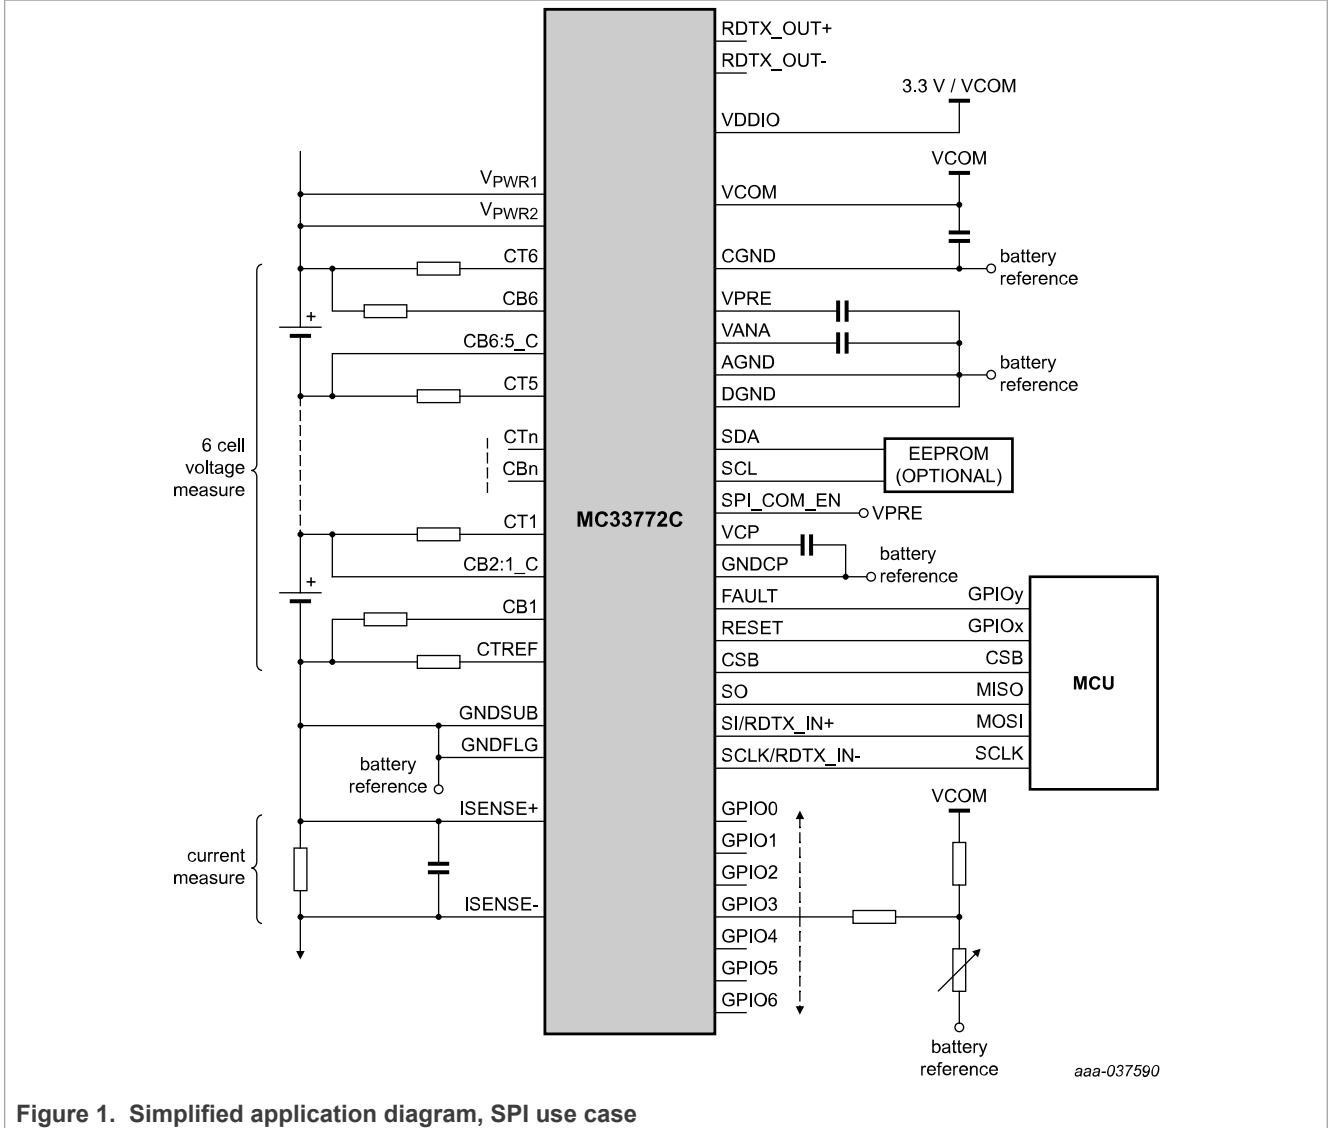 RDTX_OUT+
RDTX_OUT-
3.3 V / VCOM
VDDIO
VCOM
VPWR1
VCOM
VPWR2
CT6
CGND
battery
reference
CB6
VPRE
+
VANA
CB6:5_C
AGND
battery
reference
CT5
DGND
6 cell
voltage
measure
CTn
SDA
EEPROM
(OPTIONAL)
CBn
SCL
SPI_COM_EN
VPRE
MC33772C
CT1
VCP
battery
reference
CB2:1_C
GNDCP
+
CB1
FAULT
GPIOy
RESET
GPIOx
CTREF
CSB
CSB
MCU
SO
MISO
GNDSUB
SI/RDTX_IN+
MOSI
GNDFLG
SCLK/RDTX_IN-
SCLK
battery
reference
VCOM
ISENSE+
GPIO0
GPIO1
current
measure
GPIO2
ISENSE-
GPIO3
GPIO4
GPIO5
GPIO6
battery
reference
aaa-037590
Figure 1. Simplified application diagram, SPI use case